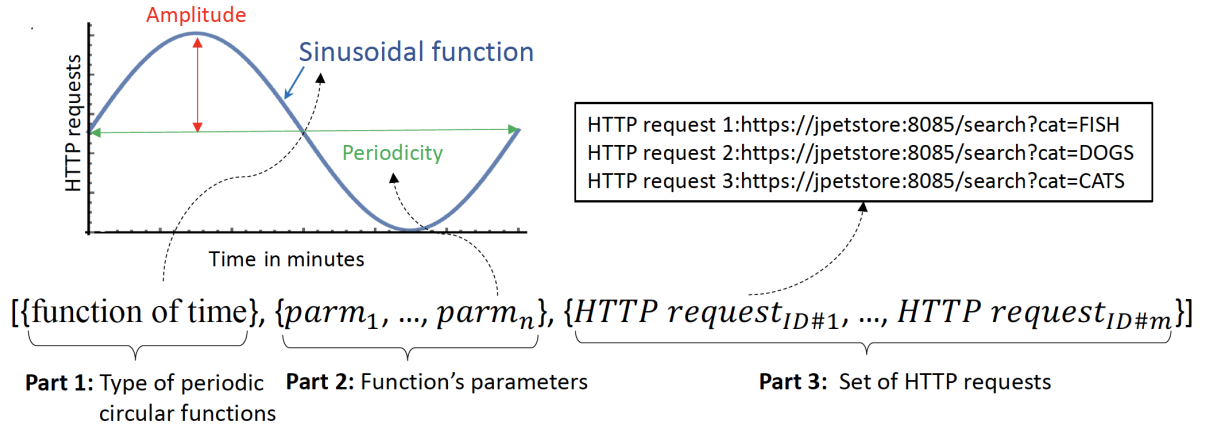 Amplitude
Sinusoidal function
HTTP requests
Periodicity
Time in minutes
HTTP request 1:https://jpetstore:8085/search?cat=FISH
HTTP request 2:https://jpetstore:8085/search?cat=DOGS
HTTP request 3:https://jpetstore:8085/search?cat=CATS
[{function of time}, {parm₁, ..., parmₙ}, {HTTP request_ID#1, ..., HTTP request_ID#m}]
Part 1: Type of periodic
circular functions
Part 2: Function's parameters
Part 3: Set of HTTP requests